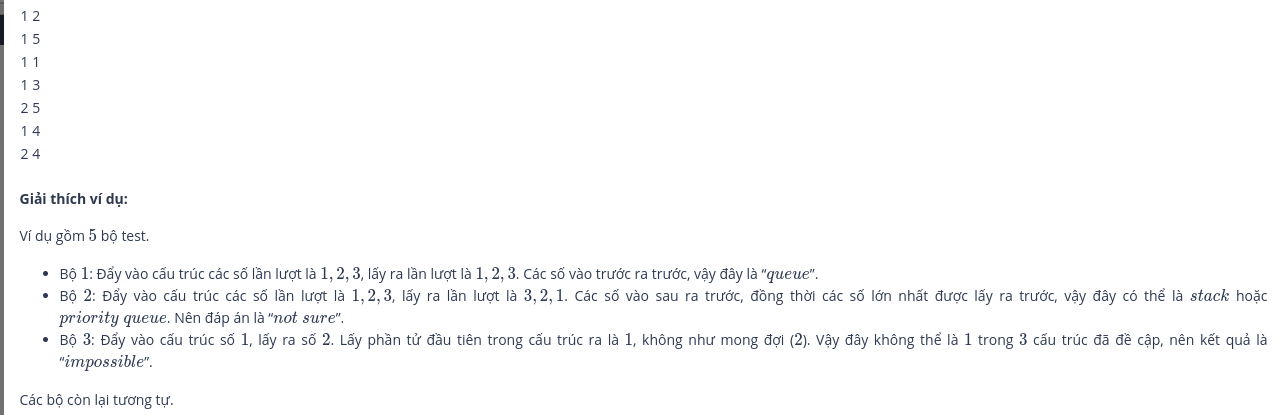 1 2
1 5
1 1
1 3
2 5
1 4
2 4
Giải thích ví dụ:
Ví dụ gồm 5 bộ test.
• Bộ 1: Đẩy vào cấu trúc các số lần lượt là 1, 2, 3, lấy ra lần lượt là 1, 2, 3. Các số vào trước ra trước, vậy đây là “queue”.
• Bộ 2: Đẩy vào cấu trúc các số lần lượt là 1, 2, 3, lấy ra lần lượt là 3, 2, 1. Các số vào sau ra trước, đồng thời các số lớn nhất được lấy ra trước, vậy đây có thể là stack hoặc
priority queue. Nên đáp án là “not sure”.
• Bộ 3: Đẩy vào cấu trúc số 1, lấy ra số 2. Lấy phần tử đầu tiên trong cấu trúc ra là 1, không như mong đợi (2). Vậy đây không thể là 1 trong 3 cấu trúc đã đề cập, nên kết quả là
“impossible”.
Các bộ còn lại tương tự.